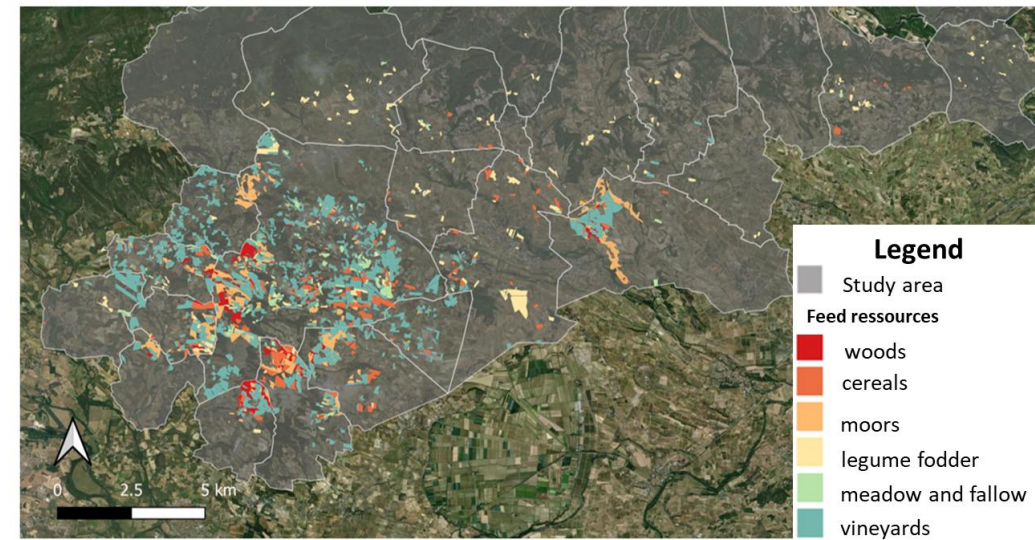 Legend
Study area
Feed ressources
woods
cereals
moors
legume fodder
meadow and fallow
vineyards
0 2.5 5 km